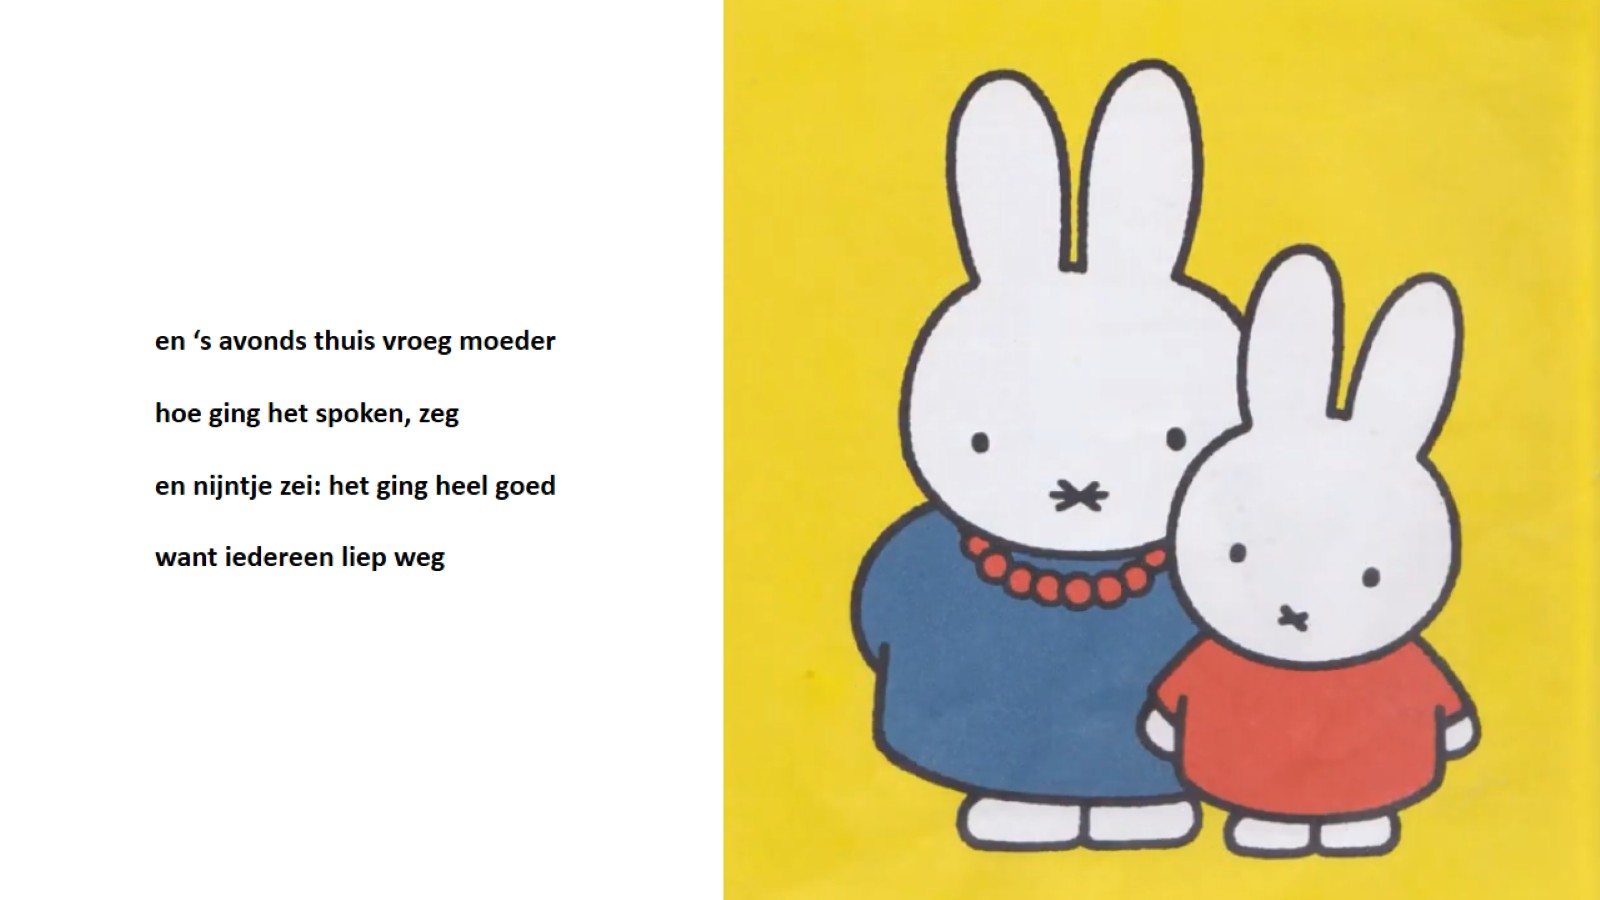 en ‘s avonds thuis vroeg moeder
hoe ging het spoken, zeg
en nijntje zei: het ging heel goed
want iedereen liep weg